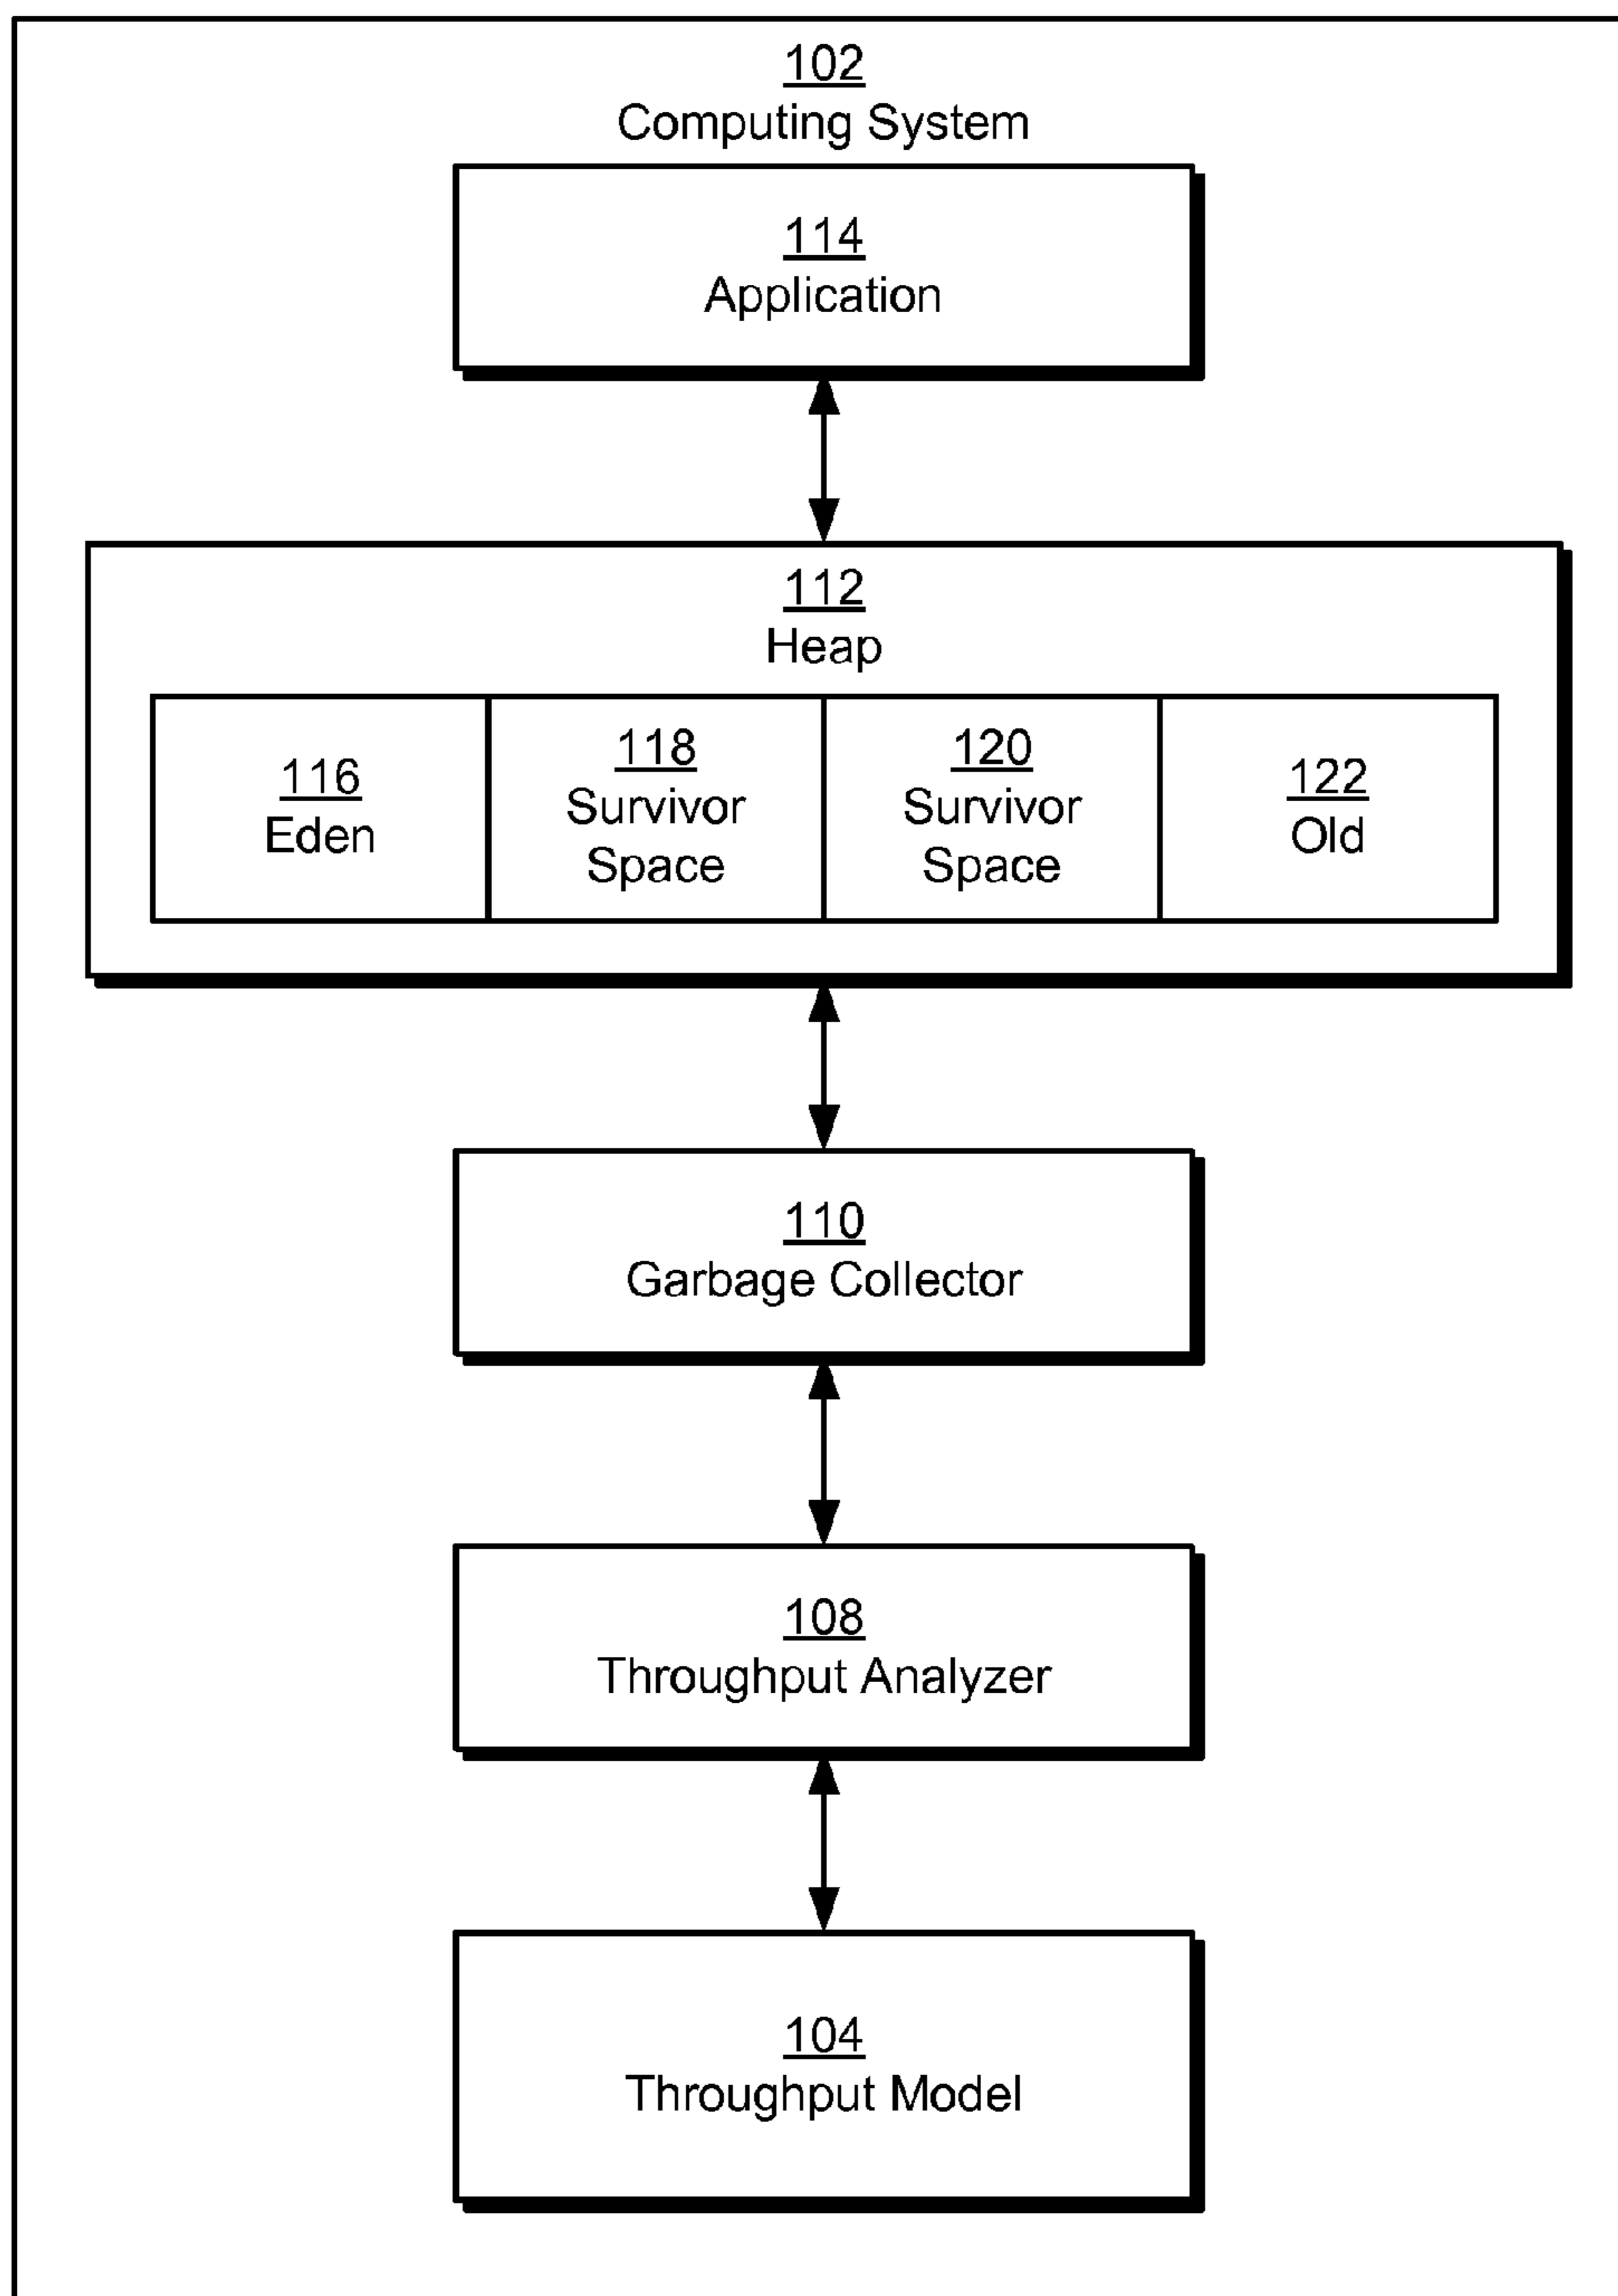 102
Computing System
114
Application
112
Heap
116
Eden
118
Survivor
Space
120
Survivor
Space
122
Old
110
Garbage Collector
108
Throughput Analyzer
104
Throughput Model